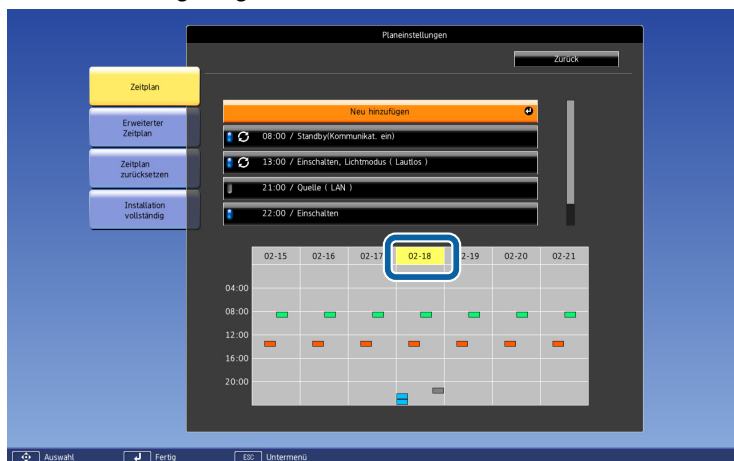 Planeinstellungen
Zurück
Zeitplan
Erweiterter
Zeitplan
Zeitplan
zurücksetzen
Installation
vollständig
Neu hinzufügen
08:00 / Standby(Kommunikat. ein)
13:00 / Einschalten, Lichtmodus ( Lautlos )
21:00 / Quelle ( LAN )
22:00 / Einschalten
02-15 02-16 02-17 02-18 2-19 02-20 02-21
04:00
08:00
12:00
16:00
20:00
Auswahl Fertig ESC Untermenü